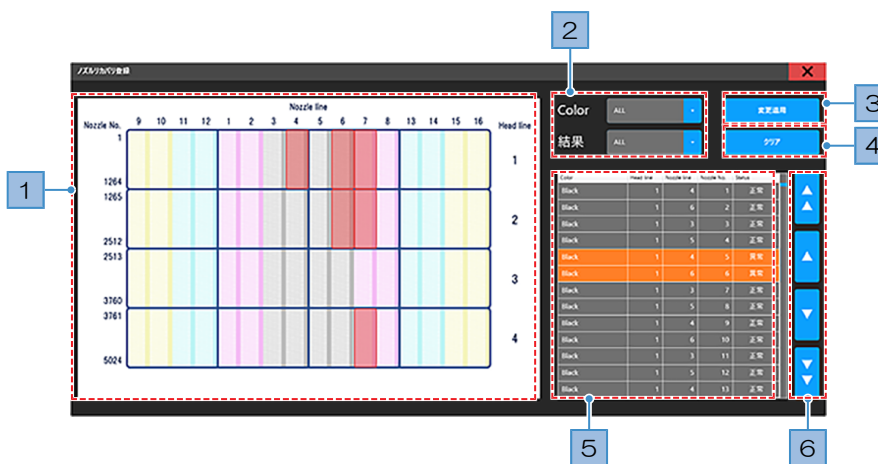 2
ノズルリカバリ登録
Nozzle line
Nozzle No. 9 10 11 12 1 2 3 4 5 6 7 8 13 14 15 16 Head line
1
1264
1
1265
2512
2
2513
3760
3
3761
5024
4
Color ALL
結果 ALL
変更適用
クリア
3
4
1
Color Head line Nozzle line Nozzle No. Status
Black 1 4 1 正常
Black 1 6 2 正常
Black 1 3 3 正常
Black 1 5 4 正常
Black 1 4 5 異常
Black 1 6 6 異常
Black 1 3 7 正常
Black 1 5 8 正常
Black 1 4 9 正常
Black 1 6 10 正常
Black 1 3 11 正常
Black 1 5 12 正常
Black 1 4 13 正常
5
6